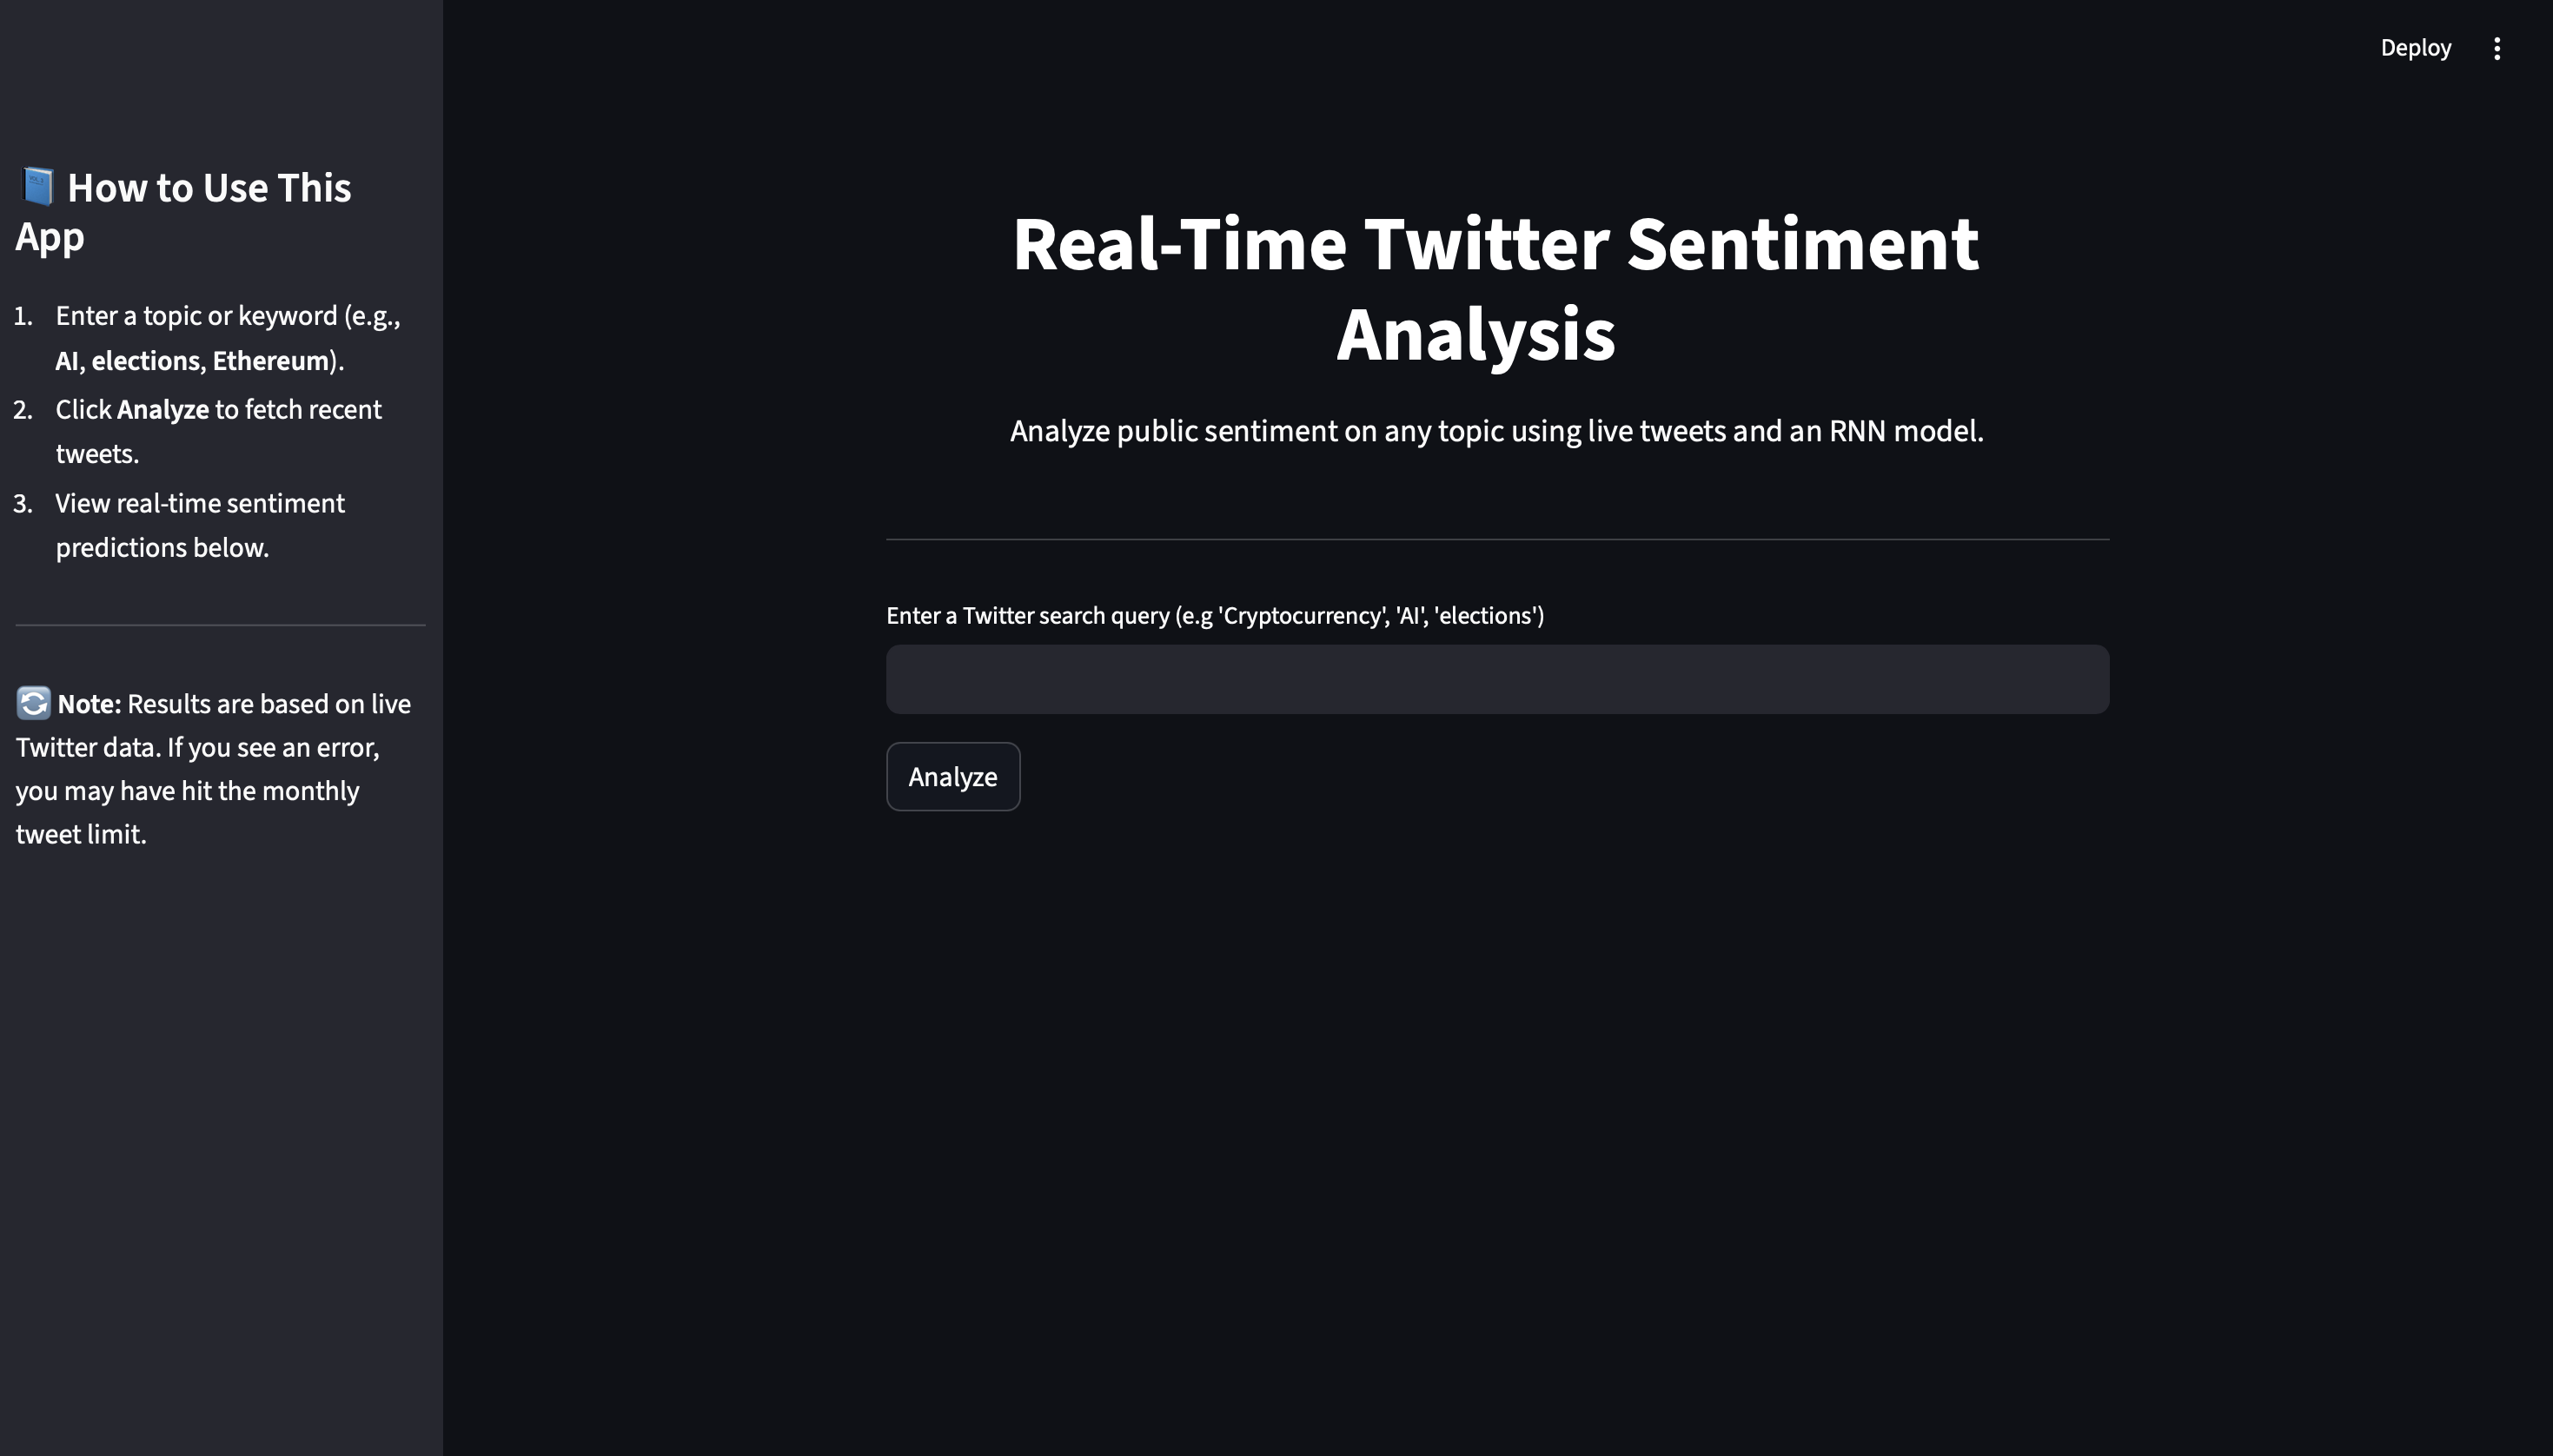 Deploy
📘 How to Use This
App
1. Enter a topic or keyword (e.g.,
AI, elections, Ethereum).
2. Click Analyze to fetch recent
tweets.
3. View real-time sentiment
predictions below.
🔄 Note: Results are based on live
Twitter data. If you see an error,
you may have hit the monthly
tweet limit.
Real-Time Twitter Sentiment
Analysis
Analyze public sentiment on any topic using live tweets and an RNN model.
Enter a Twitter search query (e.g 'Cryptocurrency', 'AI', 'elections')
Analyze